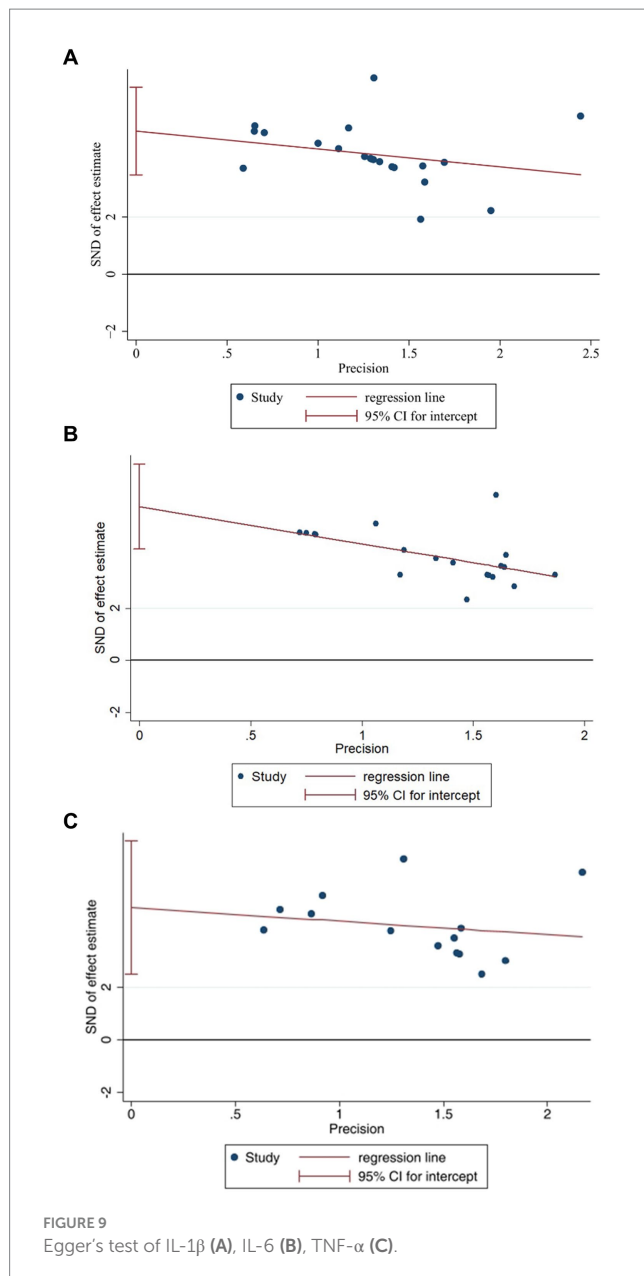 A
SND of effect estimate
2
0
−2
0
.5
1
1.5
2
2.5
Precision
Study
regression line
95% CI for intercept
B
SND of effect estimate
2
0
-2
0
.5
1
1.5
2
Precision
Study
regression line
95% CI for intercept
C
SND of effect estimate
2
0
-2
0
.5
1
1.5
2
Precision
Study
regression line
95% CI for intercept
FIGURE 9
Egger's test of IL-1β (A), IL-6 (B), TNF-α (C).